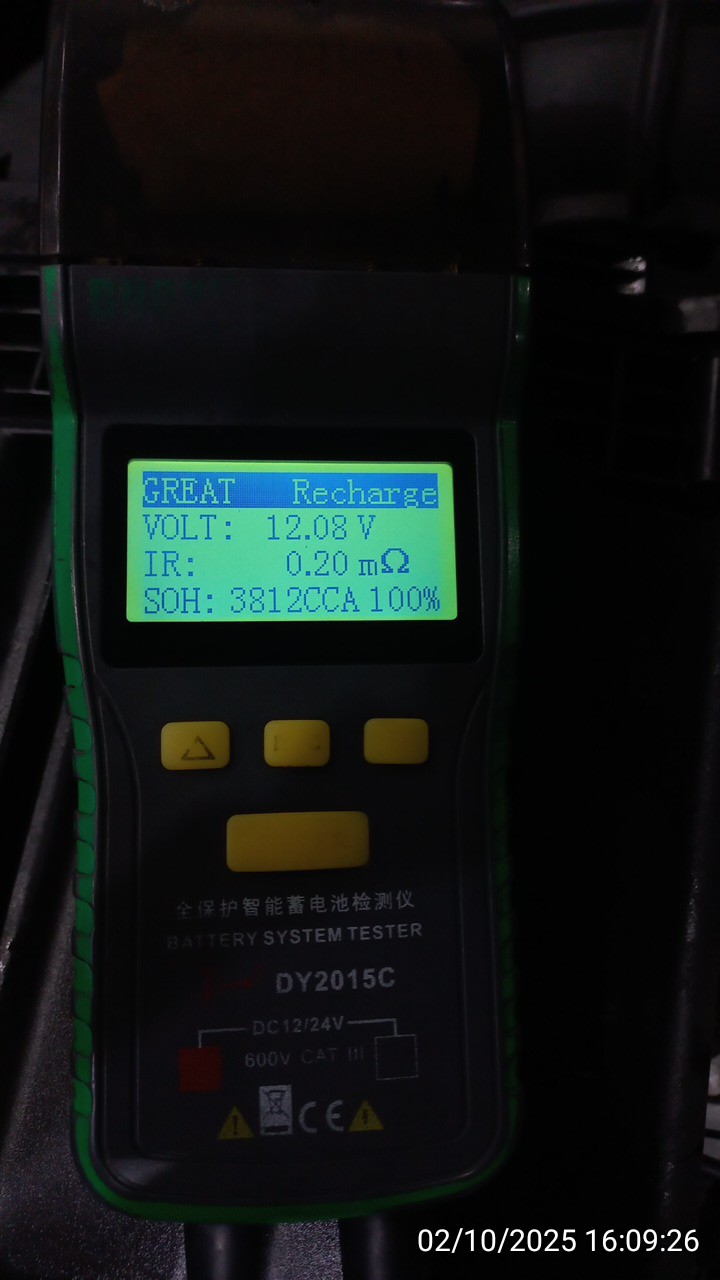 GREAT Recharge
VOLT: 12.08 V
IR: 0.20 mΩ
SOH: 3812CCA 100%
全保护智能蓄电池检测仪
BATTERY SYSTEM TESTER
DY2015C
DC12/24V
600V CAT III
CE
02/10/2025 16:09:26